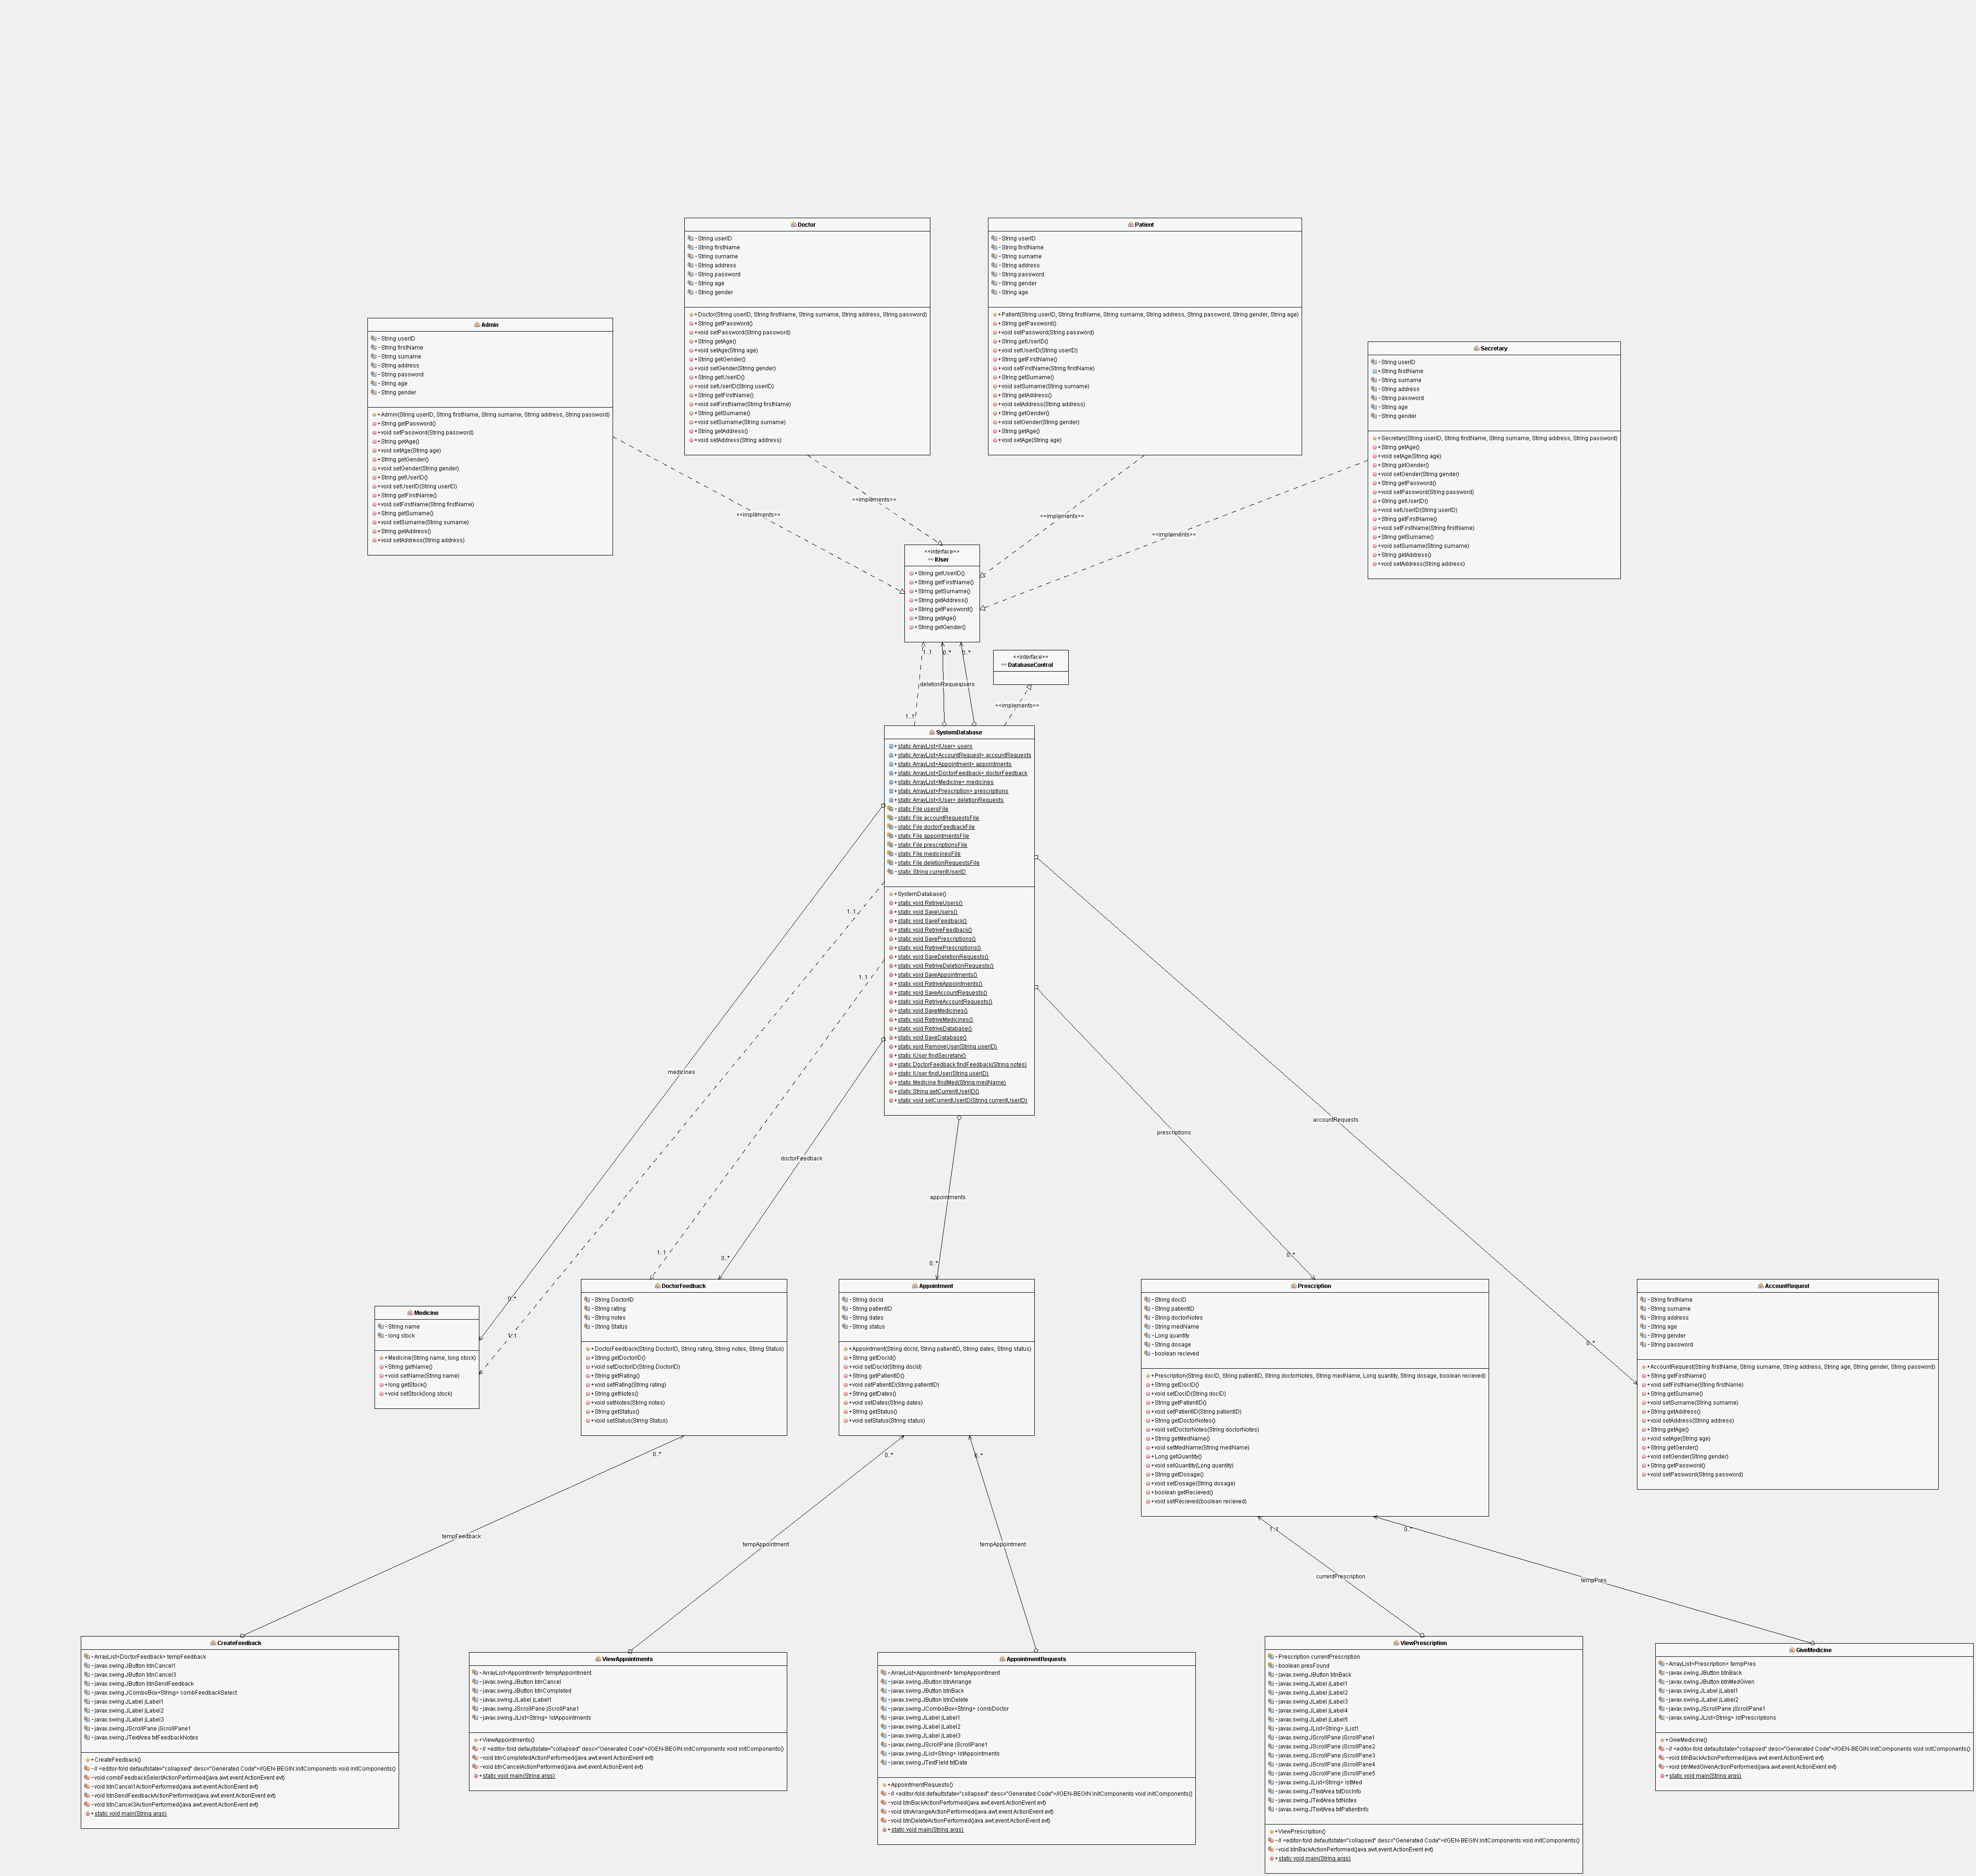 Doctor
- String userID
- String firstName
- String surname
- String address
- String password
- String age
- String gender
+ Doctor(String userID, String firstName, String surname, String address, String password)
+ String getPassword()
+ void setPassword(String password)
+ String getAge()
+ void setAge(String age)
+ String getGender()
+ void setGender(String gender)
+ String getUserID()
+ void setUserID(String userID)
+ String getFirstName()
+ void setFirstName(String firstName)
+ String getSurname()
+ void setSurname(String surname)
+ String getAddress()
+ void setAddress(String address)
Patient
- String userID
- String firstName
- String surname
- String address
- String password
- String gender
- String age
+ Patient(String userID, String firstName, String surname, String address, String password, String gender, String age)
+ String getPassword()
+ void setPassword(String password)
+ String getUserID()
+ void setUserID(String userID)
+ String getFirstName()
+ void setFirstName(String firstName)
+ String getSurname()
+ void setSurname(String surname)
+ String getAddress()
+ void setAddress(String address)
+ String getGender()
+ void setGender(String gender)
+ String getAge()
+ void setAge(String age)
Admin
- String userID
- String firstName
- String surname
- String address
- String password
- String age
- String gender
+ Admin(String userID, String firstName, String surname, String address, String password)
+ String getPassword()
+ void setPassword(String password)
+ String getAge()
+ void setAge(String age)
+ String getGender()
+ void setGender(String gender)
+ String getUserID()
+ void setUserID(String userID)
+ String getFirstName()
+ void setFirstName(String firstName)
+ String getSurname()
+ void setSurname(String surname)
+ String getAddress()
+ void setAddress(String address)
Secretary
- String userID
+ String firstName
- String surname
- String address
- String password
- String age
- String gender
+ Secretary(String userID, String firstName, String surname, String address, String password)
+ String getAge()
+ void setAge(String age)
+ String getGender()
+ void setGender(String gender)
+ String getPassword()
+ void setPassword(String password)
+ String getUserID()
+ void setUserID(String userID)
+ String getFirstName()
+ void setFirstName(String firstName)
+ String getSurname()
+ void setSurname(String surname)
+ String getAddress()
+ void setAddress(String address)
<<implements>>
<<implements>>
<<implements>>
<<implements>>
<<interface>>
IUser
+ String getUserID()
+ String getFirstName()
+ String getSurname()
+ String getAddress()
+ String getPassword()
+ String getAge()
+ String getGender()
1..1
0..*
0..*
<<interface>>
DatabaseControl
<<implements>>
1..1
SystemDatabase
+ static ArrayList<IUser> users
+ static ArrayList<AccountRequest> accountRequests
+ static ArrayList<Appointment> appointments
+ static ArrayList<DoctorFeedback> doctorFeedback
+ static ArrayList<Medicine> medicines
+ static ArrayList<Prescription> prescriptions
+ static ArrayList<IUser> deletionRequests
- static File usersFile
- static File accountRequestsFile
- static File doctorFeedbackFile
- static File appointmentsFile
- static File prescriptionsFile
- static File medicinesFile
- static File deletionRequestsFile
- static String currentUserID
+ SystemDatabase()
+ static void RetriveUsers()
+ static void SaveUsers()
+ static void SaveFeedback()
+ static void RetriveFeedback()
+ static void SavePrescriptions()
+ static void RetrivePrescriptions()
+ static void SaveDeletionRequests()
+ static void RetriveDeletionRequests()
+ static void SaveAppointments()
+ static void RetriveAppointments()
+ static void SaveAccountRequests()
+ static void RetriveAccountRequests()
+ static void SaveMedicines()
+ static void RetriveMedicines()
+ static void RetriveDatabase()
+ static void SaveDatabase()
+ static void RemoveUser(String userID)
+ static IUser findSecretary()
+ static DoctorFeedback findFeedback(String notes)
+ static IUser findUser(String userID)
+ static Medicine findMed(String medName)
+ static String getCurrentUserID()
+ static void setCurrentUserID(String currentUserID)
1..1
1..1
medicines
doctorFeedback
appointments
prescriptions
accountRequests
0..*
1..1
1..1
0..*
0..*
0..*
0..*
Medicine
- String name
- long stock
+ Medicine(String name, long stock)
+ String getName()
+ void setName(String name)
+ long getStock()
+ void setStock(long stock)
DoctorFeedback
- String DoctorID
- String rating
- String notes
- String Status
+ DoctorFeedback(String DoctorID, String rating, String notes, String Status)
+ String getDoctorID()
+ void setDoctorID(String DoctorID)
+ String getRating()
+ void setRating(String rating)
+ String getNotes()
+ void setNotes(String notes)
+ String getStatus()
+ void setStatus(String Status)
Appointment
- String docId
- String patientID
- String dates
- String status
+ Appointment(String docId, String patientID, String dates, String status)
+ String getDocId()
+ void setDocId(String docId)
+ String getPatientID()
+ void setPatientID(String patientID)
+ String getDates()
+ void setDates(String dates)
+ String getStatus()
+ void setStatus(String status)
Prescription
- String docID
- String patientID
- String doctorNotes
- String medName
- Long quantity
- String dosage
- boolean recieved
+ Prescription(String docID, String patientID, String doctorNotes, String medName, Long quantity, String dosage, boolean recieved)
+ String getDocID()
+ void setDocID(String docID)
+ String getPatientID()
+ void setPatientID(String patientID)
+ String getDoctorNotes()
+ void setDoctorNotes(String doctorNotes)
+ String getMedName()
+ void setMedName(String medName)
+ Long getQuantity()
+ void setQuantity(Long quantity)
+ String getDosage()
+ void setDosage(String dosage)
+ boolean getRecieved()
+ void setRecieved(boolean recieved)
AccountRequest
- String firstName
- String surname
- String address
- String age
- String gender
- String password
+ AccountRequest(String firstName, String surname, String address, String age, String gender, String password)
+ String getFirstName()
+ void setFirstName(String firstName)
+ String getSurname()
+ void setSurname(String surname)
+ String getAddress()
+ void setAddress(String address)
+ String getAge()
+ void setAge(String age)
+ String getGender()
+ void setGender(String gender)
+ String getPassword()
+ void setPassword(String password)
0..*
0..*
0..*
1..1
0..*
tempFeedback
tempAppointment
tempAppointment
currentPrescription
tempPres
CreateFeedback
- ArrayList<DoctorFeedback> tempFeedback
- javax.swing.JButton btnCancel1
- javax.swing.JButton btnCancel3
- javax.swing.JButton btnSendFeedback
- javax.swing.JComboBox<String> combFeedbackSelect
- javax.swing.JLabel jLabel1
- javax.swing.JLabel jLabel2
- javax.swing.JLabel jLabel3
- javax.swing.JScrollPane jScrollPane1
- javax.swing.JTextArea txtFeedbackNotes
+ CreateFeedback()
- // <editor-fold defaultstate="collapsed" desc="Generated Code">//GEN-BEGIN:initComponents void initComponents()
- void combFeedbackSelectActionPerformed(java.awt.event.ActionEvent evt)
- void btnCancel1ActionPerformed(java.awt.event.ActionEvent evt)
- void btnSendFeedbackActionPerformed(java.awt.event.ActionEvent evt)
- void btnCancel3ActionPerformed(java.awt.event.ActionEvent evt)
+ static void main(String args)
ViewAppointments
- ArrayList<Appointment> tempAppointment
- javax.swing.JButton btnCancel
- javax.swing.JButton btnCompleted
- javax.swing.JLabel jLabel1
- javax.swing.JScrollPane jScrollPane1
- javax.swing.JList<String> lstAppointments
+ ViewAppointments()
- // <editor-fold defaultstate="collapsed" desc="Generated Code">//GEN-BEGIN:initComponents void initComponents()
- void btnCompletedActionPerformed(java.awt.event.ActionEvent evt)
- void btnCancelActionPerformed(java.awt.event.ActionEvent evt)
+ static void main(String args)
AppointmentRequests
- ArrayList<Appointment> tempAppointment
- javax.swing.JButton btnArrange
- javax.swing.JButton btnBack
- javax.swing.JButton btnDelete
- javax.swing.JComboBox<String> combDoctor
- javax.swing.JLabel jLabel1
- javax.swing.JLabel jLabel2
- javax.swing.JLabel jLabel3
- javax.swing.JScrollPane jScrollPane1
- javax.swing.JList<String> lstAppointments
- javax.swing.JTextField txtDate
+ AppointmentRequests()
- // <editor-fold defaultstate="collapsed" desc="Generated Code">//GEN-BEGIN:initComponents void initComponents()
- void btnBackActionPerformed(java.awt.event.ActionEvent evt)
- void btnArrangeActionPerformed(java.awt.event.ActionEvent evt)
- void btnDeleteActionPerformed(java.awt.event.ActionEvent evt)
+ static void main(String args)
ViewPrescription
- Prescription currentPrescription
- boolean presFound
- javax.swing.JButton btnBack
- javax.swing.JLabel jLabel1
- javax.swing.JLabel jLabel2
- javax.swing.JLabel jLabel3
- javax.swing.JLabel jLabel4
- javax.swing.JLabel jLabel5
- javax.swing.JList<String> jList1
- javax.swing.JScrollPane jScrollPane1
- javax.swing.JScrollPane jScrollPane2
- javax.swing.JScrollPane jScrollPane3
- javax.swing.JScrollPane jScrollPane4
- javax.swing.JScrollPane jScrollPane5
- javax.swing.JList<String> lstMed
- javax.swing.JTextArea txtDocInfo
- javax.swing.JTextArea txtNotes
- javax.swing.JTextArea txtPatientInfo
+ ViewPrescription()
- // <editor-fold defaultstate="collapsed" desc="Generated Code">//GEN-BEGIN:initComponents void initComponents()
- void btnBackActionPerformed(java.awt.event.ActionEvent evt)
+ static void main(String args)
GiveMedicine
- ArrayList<Prescription> tempPres
- javax.swing.JButton btnBack
- javax.swing.JButton btnMedGiven
- javax.swing.JLabel jLabel1
- javax.swing.JLabel jLabel2
- javax.swing.JScrollPane jScrollPane1
- javax.swing.JList<String> lstPrescriptions
+ GiveMedicine()
- // <editor-fold defaultstate="collapsed" desc="Generated Code">//GEN-BEGIN:initComponents void initComponents()
- void btnBackActionPerformed(java.awt.event.ActionEvent evt)
- void btnMedGivenActionPerformed(java.awt.event.ActionEvent evt)
+ static void main(String args)